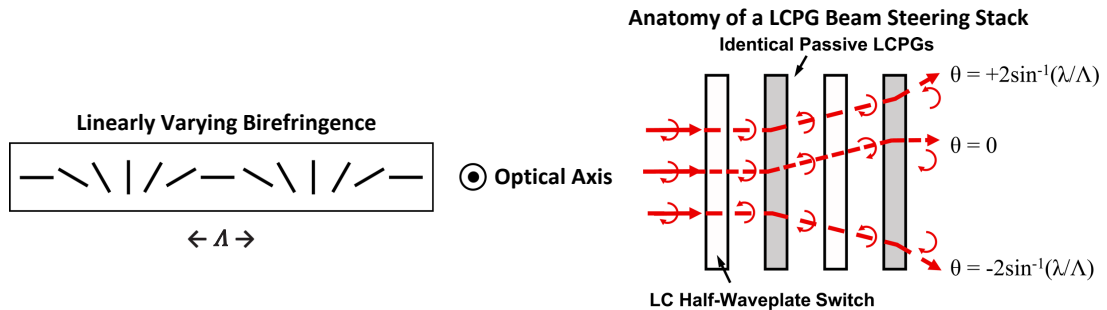 Linearly Varying Birefringence
← Λ →
Optical Axis
Anatomy of a LCPG Beam Steering Stack
Identical Passive LCPGs
θ = +2sin⁻¹(λ/Λ)
θ = 0
θ = -2sin⁻¹(λ/Λ)
LC Half-Waveplate Switch